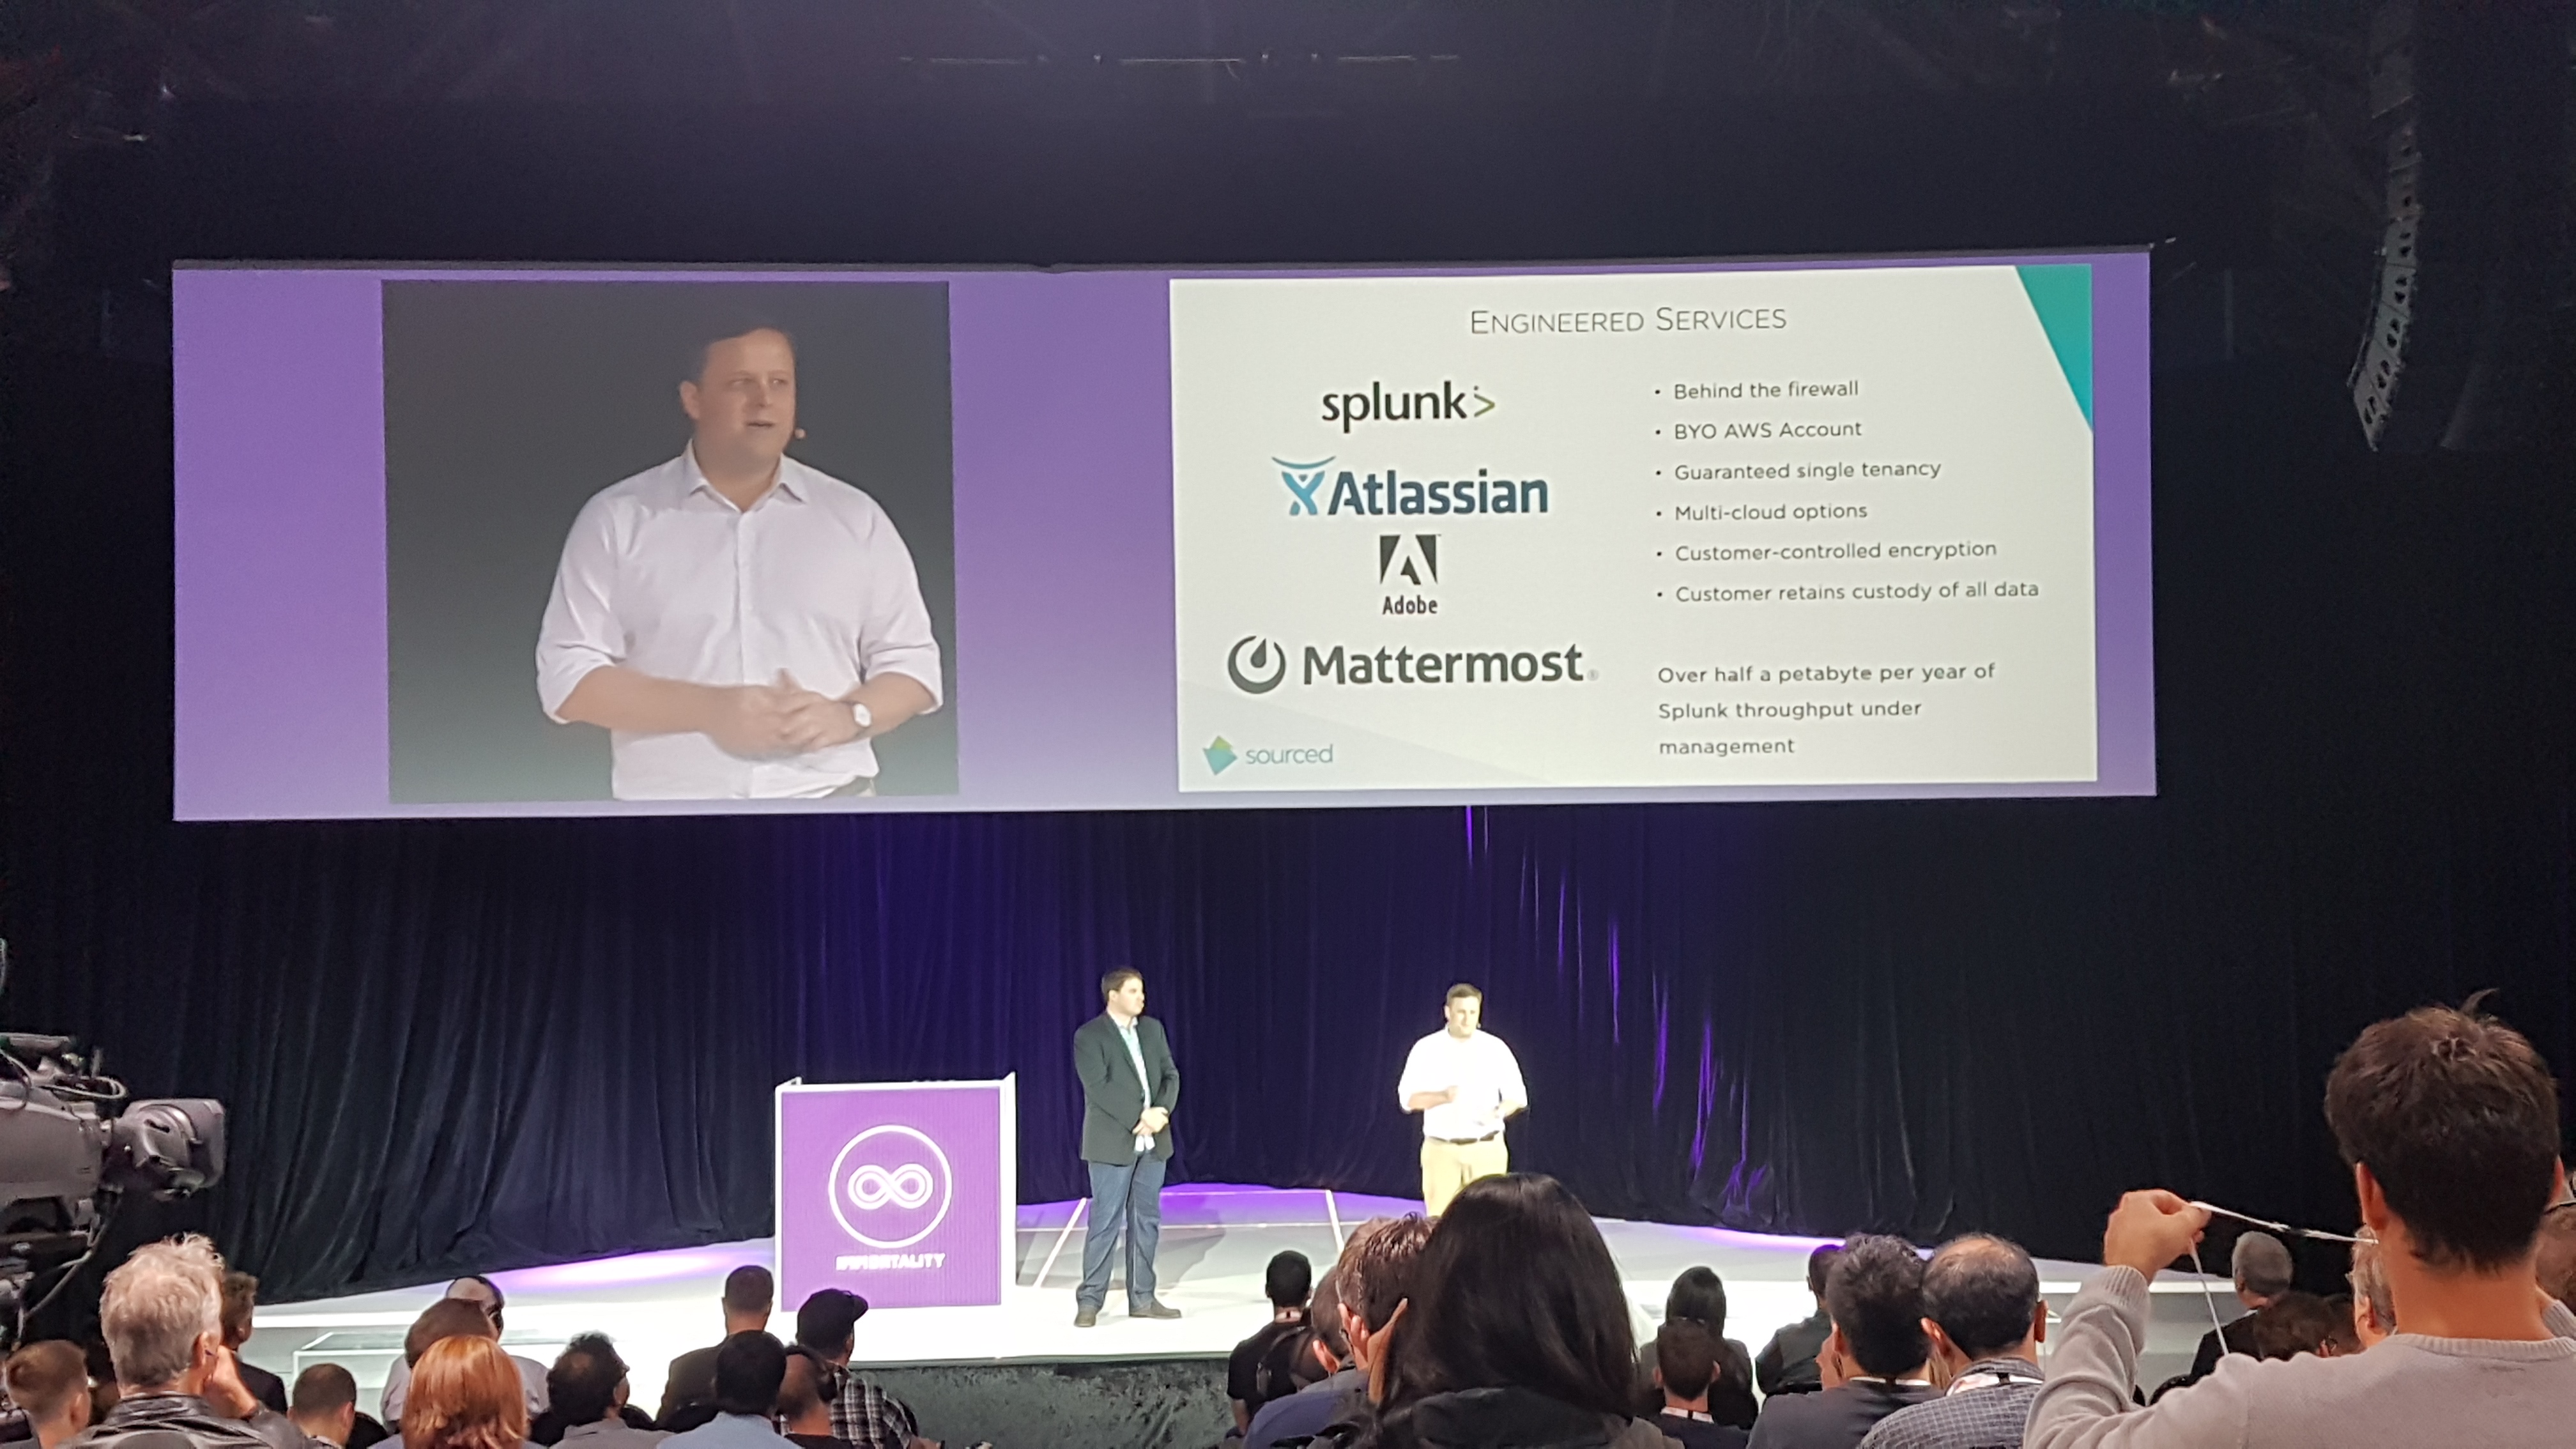 ENGINEERED SERVICES
splunk>
Atlassian
Adobe
Mattermost
sourced
• Behind the firewall
• BYO AWS Account
• Guaranteed single tenancy
• Multi-cloud options
• Customer-controlled encryption
• Customer retains custody of all data
Over half a petabyte per year of
Splunk throughput under
management